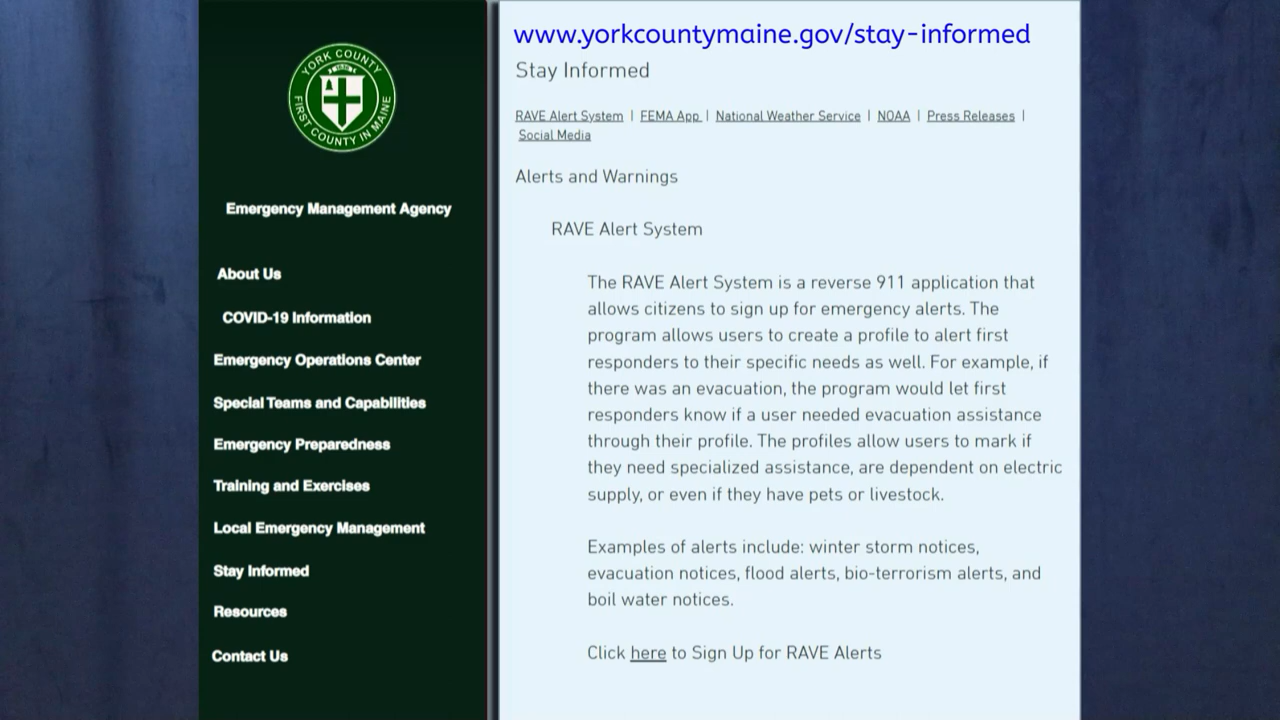 YORK COUNTY
FIRST COUNTY IN MAINE
Emergency Management Agency
About Us
COVID-19 Information
Emergency Operations Center
Special Teams and Capabilities
Emergency Preparedness
Training and Exercises
Local Emergency Management
Stay Informed
Resources
Contact Us
www.yorkcountymaine.gov/stay-informed
Stay Informed
RAVE Alert System | FEMA App | National Weather Service | NOAA | Press Releases |
Social Media
Alerts and Warnings
RAVE Alert System
The RAVE Alert System is a reverse 911 application that
allows citizens to sign up for emergency alerts. The
program allows users to create a profile to alert first
responders to their specific needs as well. For example, if
there was an evacuation, the program would let first
responders know if a user needed evacuation assistance
through their profile. The profiles allow users to mark if
they need specialized assistance, are dependent on electric
supply, or even if they have pets or livestock.
Examples of alerts include: winter storm notices,
evacuation notices, flood alerts, bio-terrorism alerts, and
boil water notices.
Click here to Sign Up for RAVE Alerts